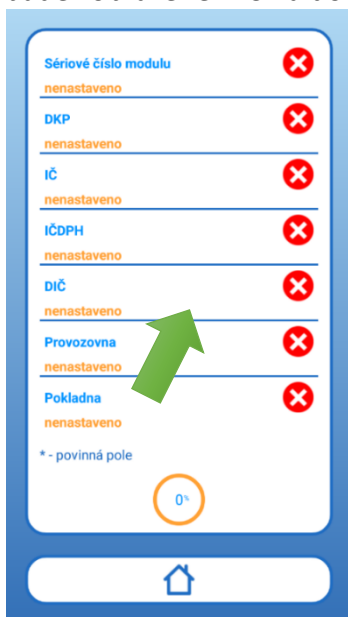 Sériové číslo modulu
nenastaveno
DKP
nenastaveno
IČ
nenastaveno
IČDPH
nenastaveno
DIČ
nenastaveno
Provozovna
nenastaveno
Pokladna
nenastaveno
* - povinná pole
0%